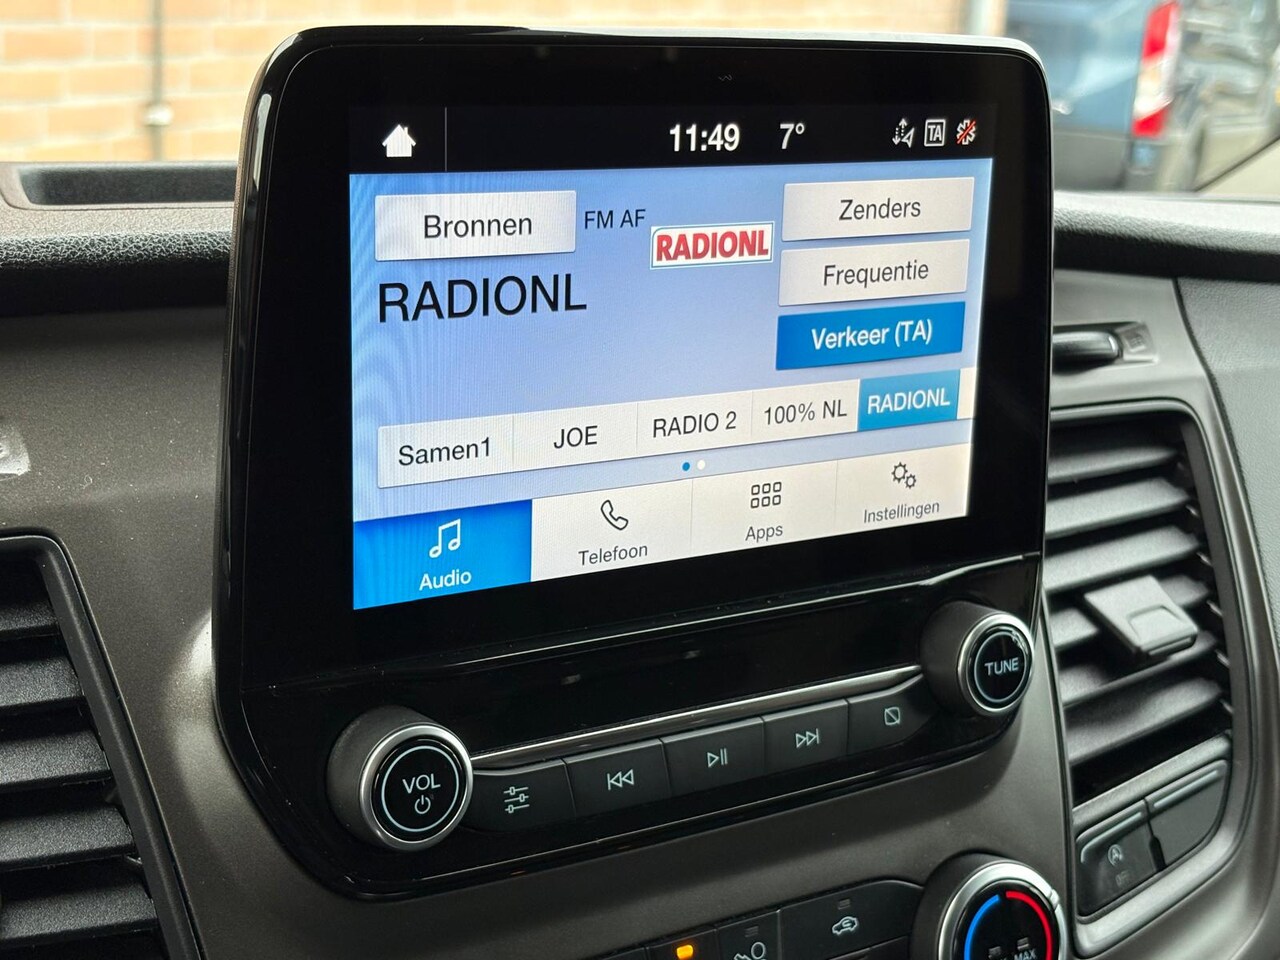 11:49 7° TA
Bronnen
FM AF
RADIONL
Zenders
RADIONL
Frequentie
Verkeer (TA)
Samen1
JOE
RADIO 2
100% NL
RADIONL
Audio
Telefoon
Apps
Instellingen
VOL
TUNE
MAX